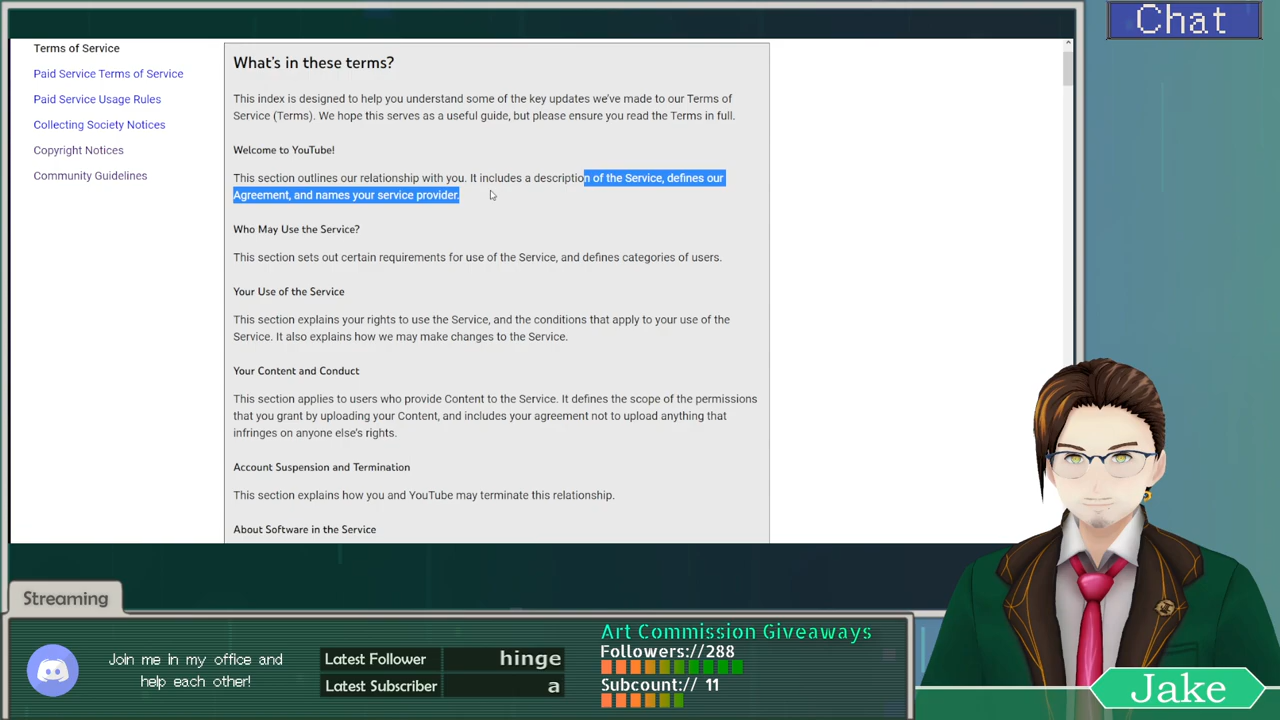 Chat
Terms of Service
Paid Service Terms of Service
Paid Service Usage Rules
Collecting Society Notices
Copyright Notices
Community Guidelines
What's in these terms?
This index is designed to help you understand some of the key updates we've made to our Terms of
Service (Terms). We hope this serves as a useful guide, but please ensure you read the Terms in full.
Welcome to YouTube!
This section outlines our relationship with you. It includes a description of the Service, defines our
Agreement, and names your service provider.
Who May Use the Service?
This section sets out certain requirements for use of the Service, and defines categories of users.
Your Use of the Service
This section explains your rights to use the Service, and the conditions that apply to your use of the
Service. It also explains how we may make changes to the Service.
Your Content and Conduct
This section applies to users who provide Content to the Service. It defines the scope of the permissions
that you grant by uploading your Content, and includes your agreement not to upload anything that
infringes on anyone else's rights.
Account Suspension and Termination
This section explains how you and YouTube may terminate this relationship.
About Software in the Service
Streaming
Join me in my office and
help each other!
Latest Follower hinge
Latest Subscriber a
Art Commission Giveaways
Followers://288
Subcount:// 11
Jake